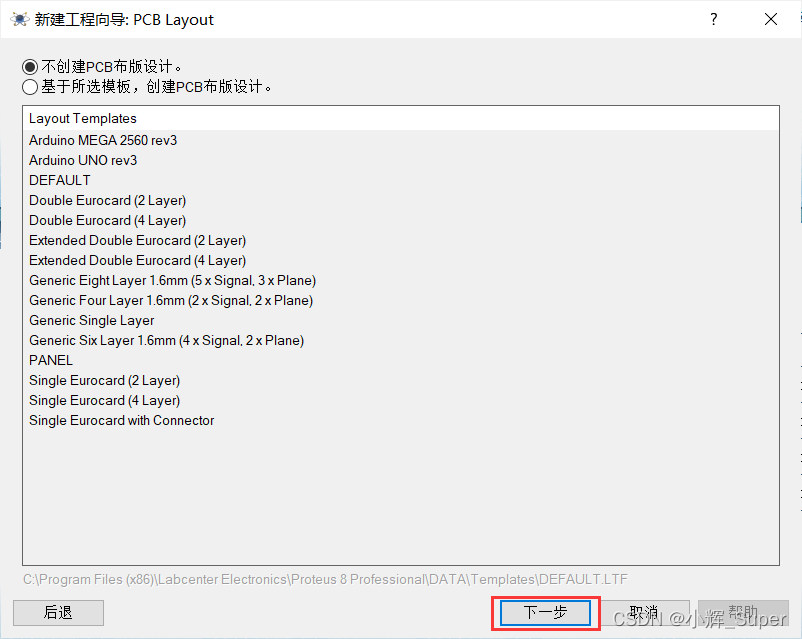 新建工程向导: PCB Layout
?
不创建PCB布版设计。
基于所选模板，创建PCB布版设计。
Layout Templates
Arduino MEGA 2560 rev3
Arduino UNO rev3
DEFAULT
Double Eurocard (2 Layer)
Double Eurocard (4 Layer)
Extended Double Eurocard (2 Layer)
Extended Double Eurocard (4 Layer)
Generic Eight Layer 1.6mm (5 x Signal, 3 x Plane)
Generic Four Layer 1.6mm (2 x Signal, 2 x Plane)
Generic Single Layer
Generic Six Layer 1.6mm (4 x Signal, 2 x Plane)
PANEL
Single Eurocard (2 Layer)
Single Eurocard (4 Layer)
Single Eurocard with Connector
C:\Program Files (x86)\Labcenter Electronics\Proteus 8 Professional\DATA\Templates\DEFAULT.LTF
后退 下一步 取消 帮助
CSDN @小辉_Super